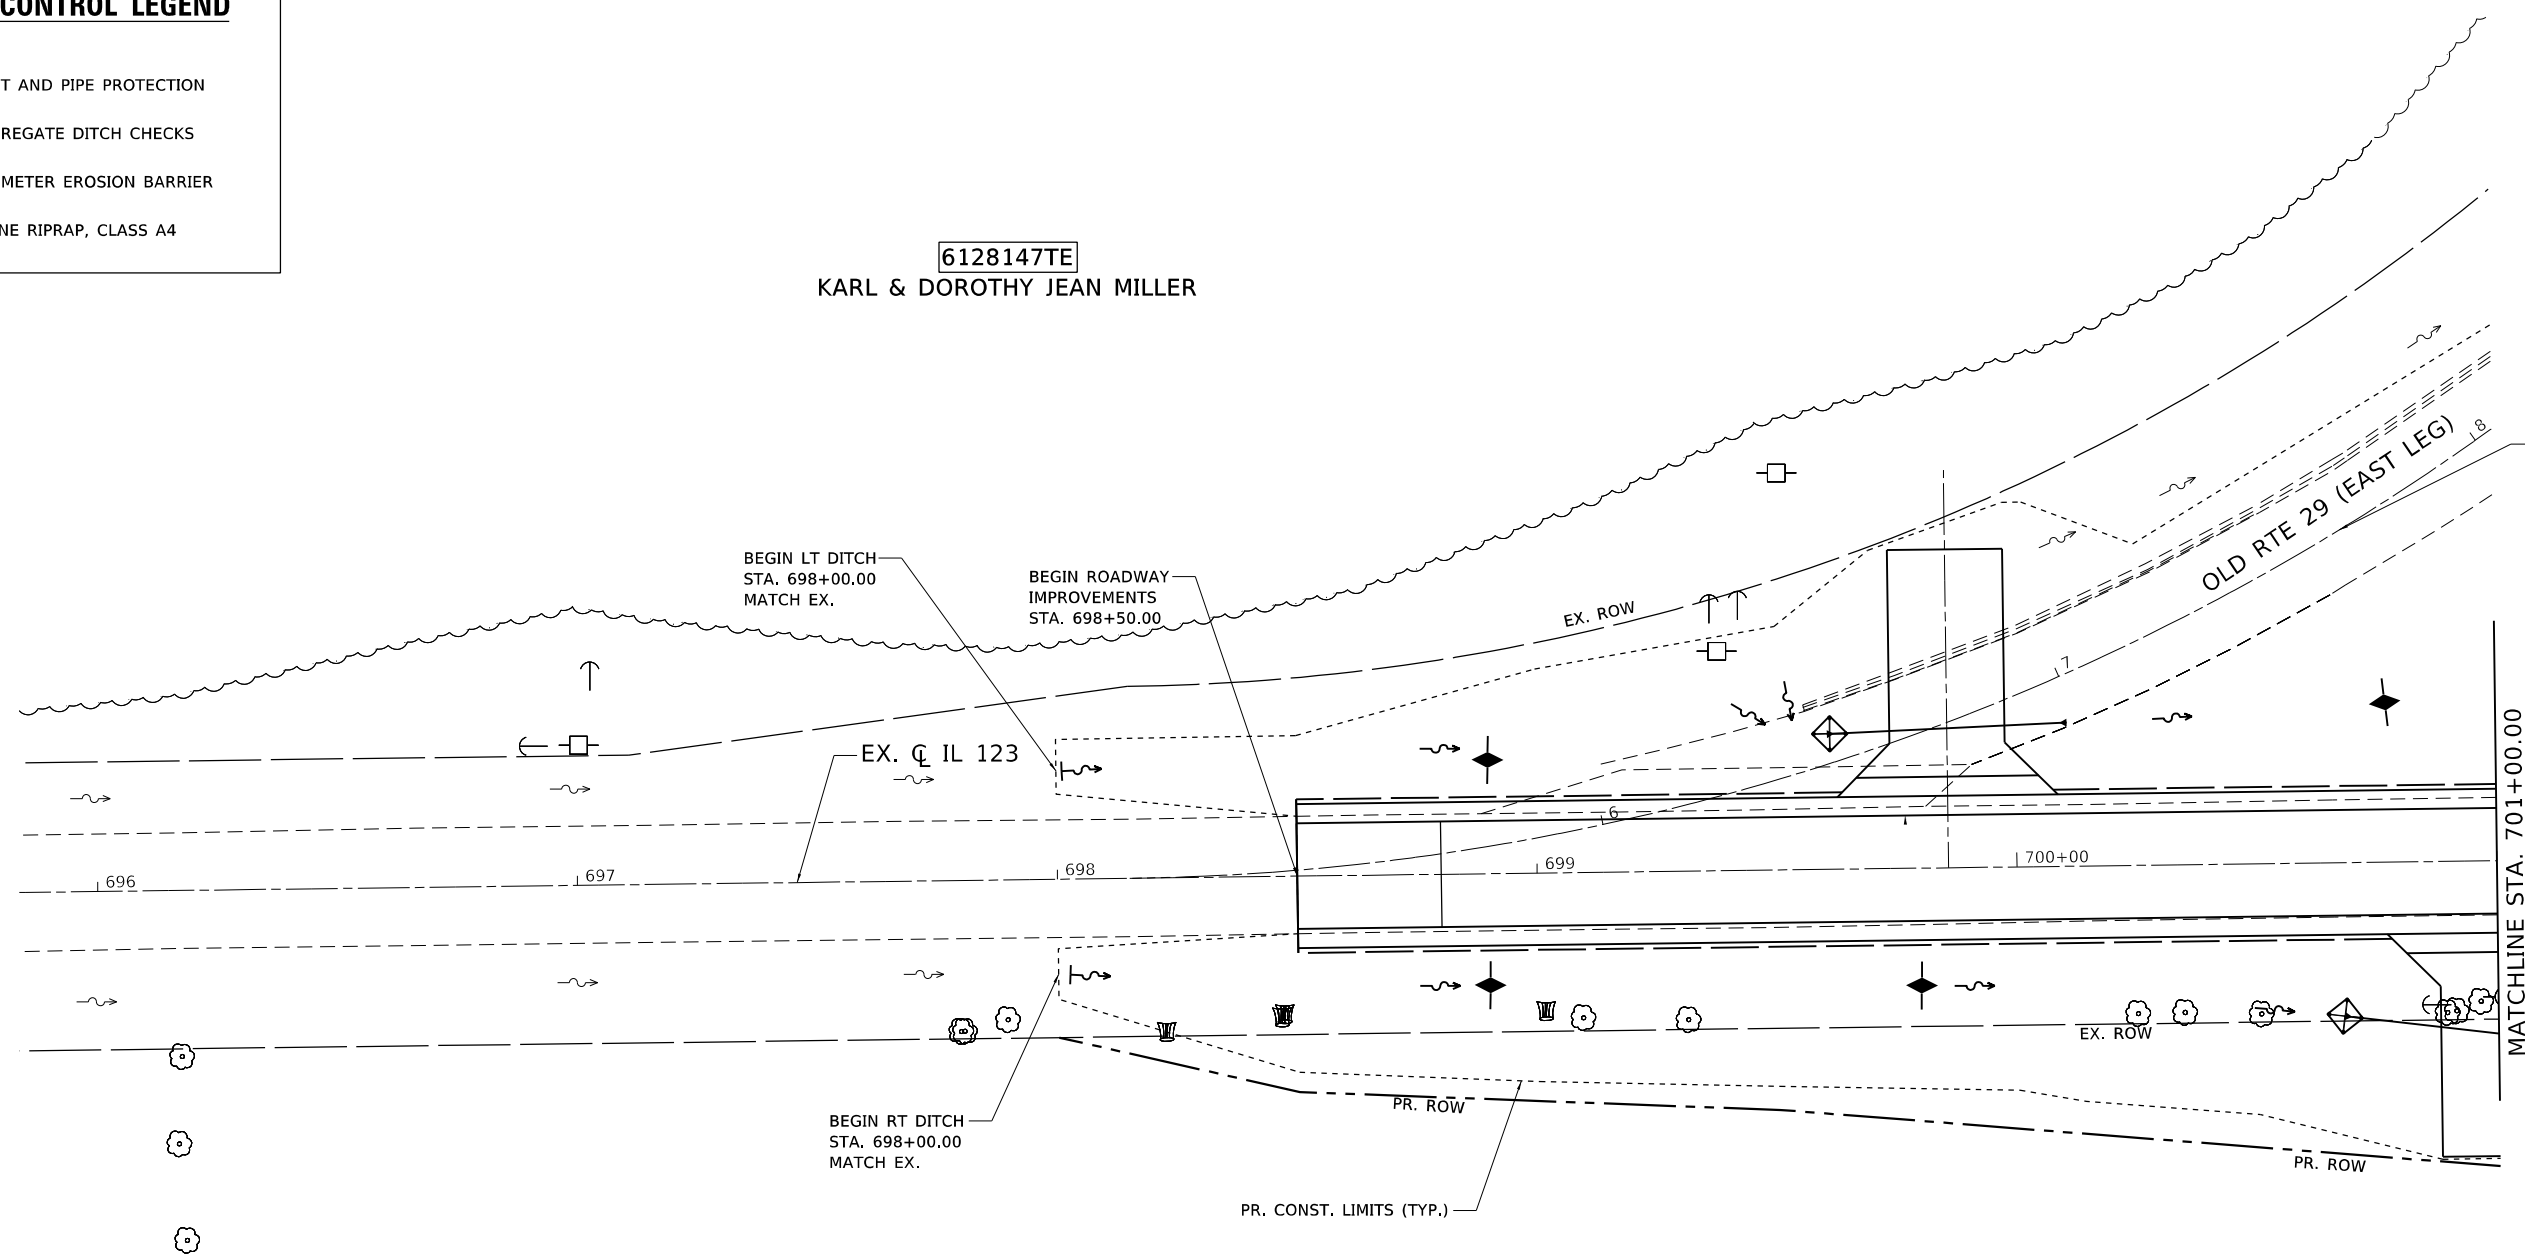 CONTROL LEGEND
T AND PIPE PROTECTION
REGATE DITCH CHECKS
METER EROSION BARRIER
NE RIPRAP, CLASS A4
6128147TE
KARL & DOROTHY JEAN MILLER
BEGIN LT DITCH
STA. 698+00.00
MATCH EX.
BEGIN ROADWAY
IMPROVEMENTS
STA. 698+50.00
EX. ROW
OLD RTE 29 (EAST LEG)
8
7
6
EX. ℄ IL 123
696
697
698
699
700+00
MATCHLINE STA. 701+00.00
EX. ROW
PR. ROW
PR. ROW
BEGIN RT DITCH
STA. 698+00.00
MATCH EX.
PR. CONST. LIMITS (TYP.)